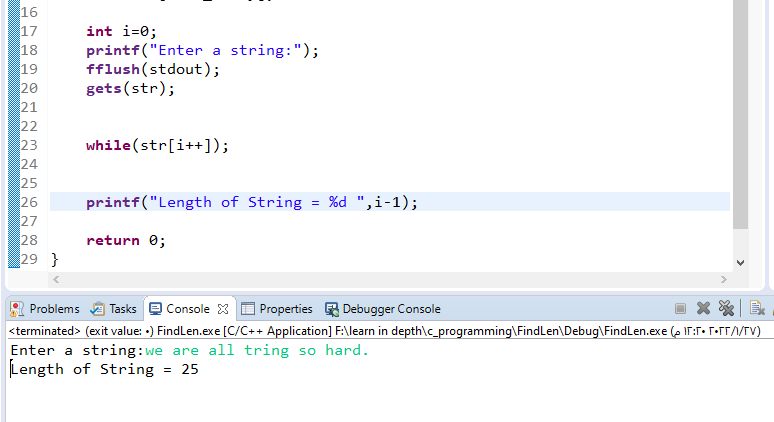 16
17 int i=0;
18 printf("Enter a string:");
19 fflush(stdout);
20 gets(str);
21
22
23 while(str[i++]);
24
25
26 printf("Length of String = %d ",i-1);
27
28 return 0;
29 }
Problems Tasks Console Properties Debugger Console
<terminated> (exit value: ٠) FindLen.exe [C/C++ Application] F:\learn in depth\c_programming\FindLen\Debug\FindLen.exe (٢٠٢٢/١/٢٧ ١٢:٢٠ م)
Enter a string:we are all tring so hard.
Length of String = 25